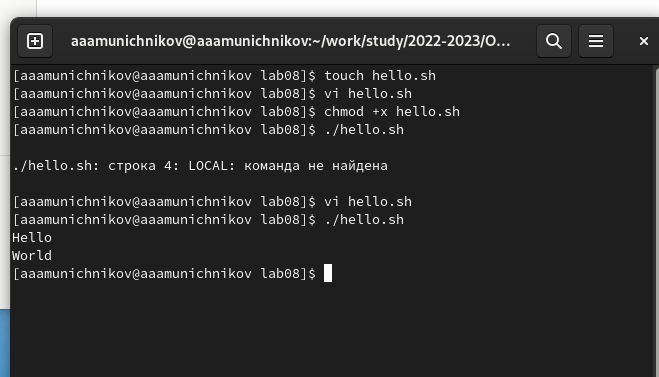 aaamunichnikov@aaamunichnikov:~/work/study/2022-2023/O...
[aaamunichnikov@aaamunichnikov lab08]$ touch hello.sh
[aaamunichnikov@aaamunichnikov lab08]$ vi hello.sh
[aaamunichnikov@aaamunichnikov lab08]$ chmod +x hello.sh
[aaamunichnikov@aaamunichnikov lab08]$ ./hello.sh
./hello.sh: строка 4: LOCAL: команда не найдена
[aaamunichnikov@aaamunichnikov lab08]$ vi hello.sh
[aaamunichnikov@aaamunichnikov lab08]$ ./hello.sh
Hello
World
[aaamunichnikov@aaamunichnikov lab08]$